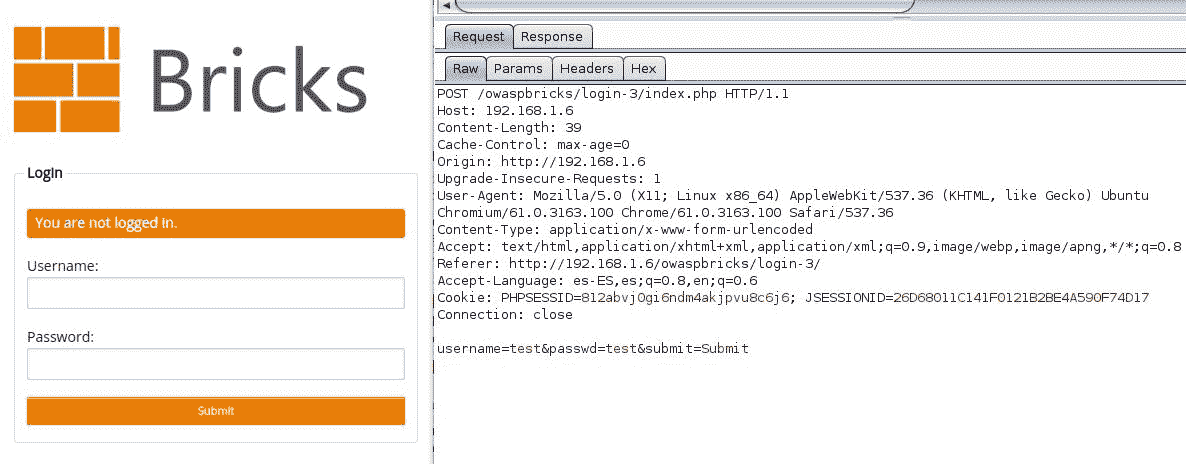 Bricks
Login
You are not logged in.
Username:
Password:
Submit
Request Response
Raw Params Headers Hex
POST /owaspbricks/login-3/index.php HTTP/1.1
Host: 192.168.1.6
Content-Length: 39
Cache-Control: max-age=0
Origin: http://192.168.1.6
Upgrade-Insecure-Requests: 1
User-Agent: Mozilla/5.0 (X11; Linux x86_64) AppleWebKit/537.36 (KHTML, like Gecko) Ubuntu
Chromium/61.0.3163.100 Chrome/61.0.3163.100 Safari/537.36
Content-Type: application/x-www-form-urlencoded
Accept: text/html,application/xhtml+xml,application/xml;q=0.9,image/webp,image/apng,*/*;q=0.8
Referer: http://192.168.1.6/owaspbricks/login-3/
Accept-Language: es-ES,es;q=0.8,en;q=0.6
Cookie: PHPSESSID=812abvj0gi6ndm4akjpvu8c6j6; JSESSIONID=26D68011C141F0121B2BE4A590F74D17
Connection: close
username=test&passwd=test&submit=Submit